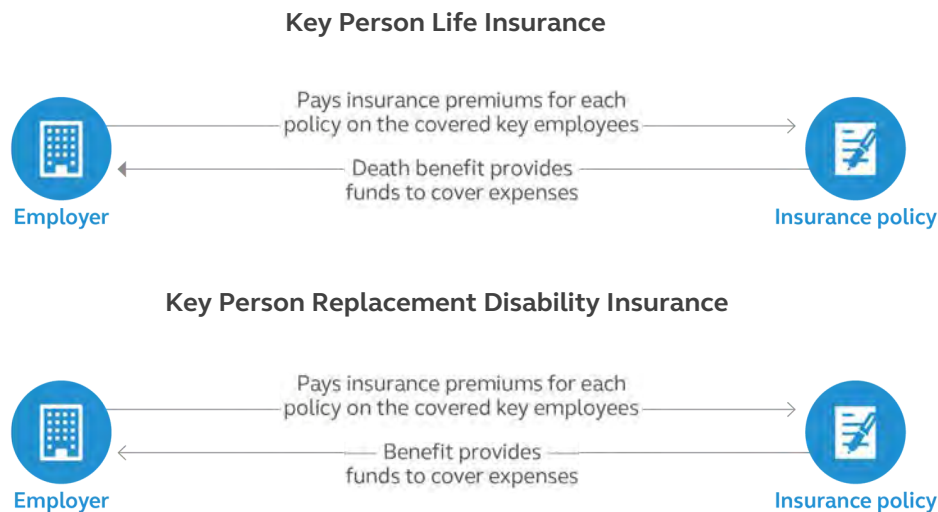 Key Person Life Insurance
Pays insurance premiums for each
policy on the covered key employees
Death benefit provides
funds to cover expenses
Employer
Insurance policy
Key Person Replacement Disability Insurance
Pays insurance premiums for each
policy on the covered key employees
Benefit provides
funds to cover expenses
Employer
Insurance policy